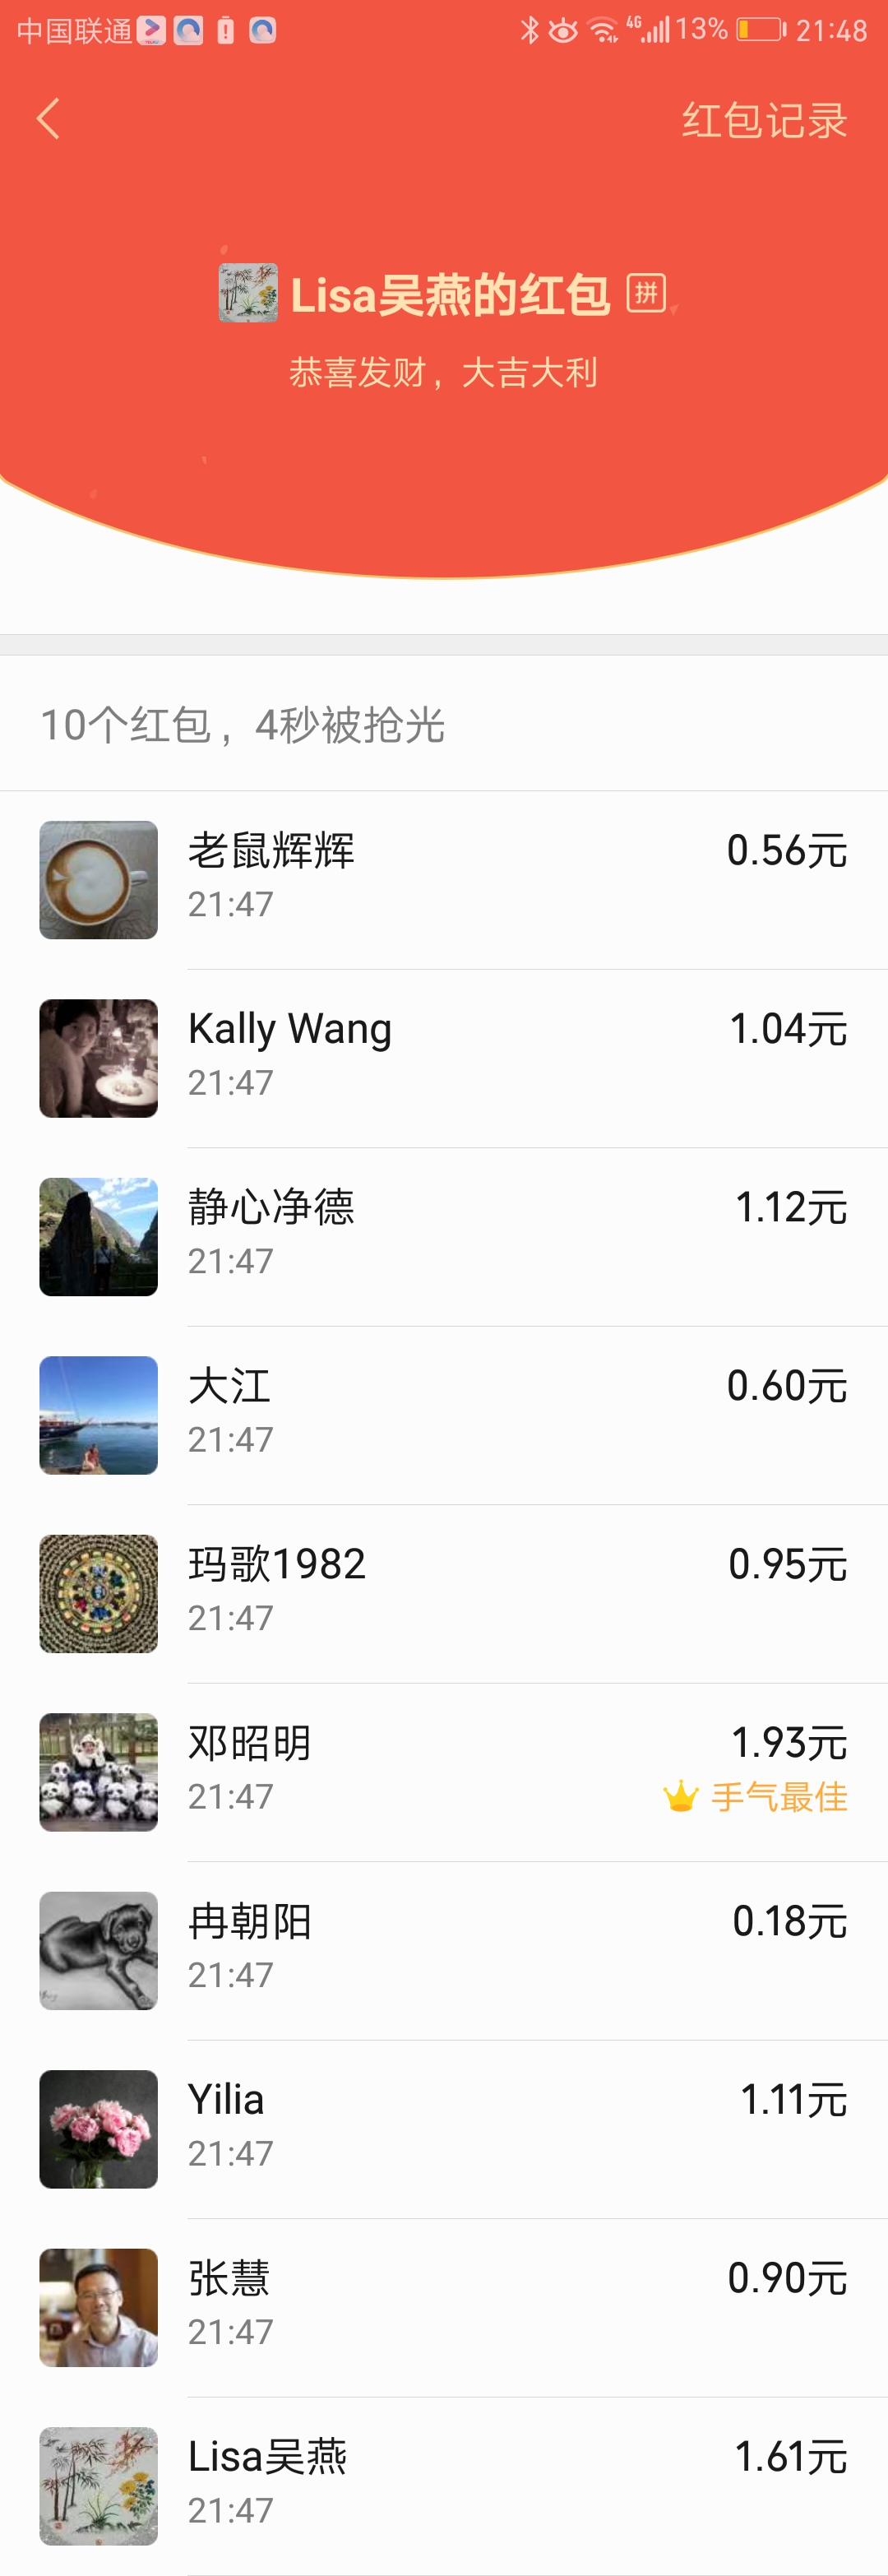 中国联通 4G 13% 21:48
红包记录
Lisa吴燕的红包 拼
恭喜发财，大吉大利
10个红包，4秒被抢光
老鼠辉辉 0.56元
21:47
Kally Wang 1.04元
21:47
静心净德 1.12元
21:47
大江 0.60元
21:47
玛歌1982 0.95元
21:47
邓昭明 1.93元
21:47 手气最佳
冉朝阳 0.18元
21:47
Yilia 1.11元
21:47
张慧 0.90元
21:47
Lisa吴燕 1.61元
21:47